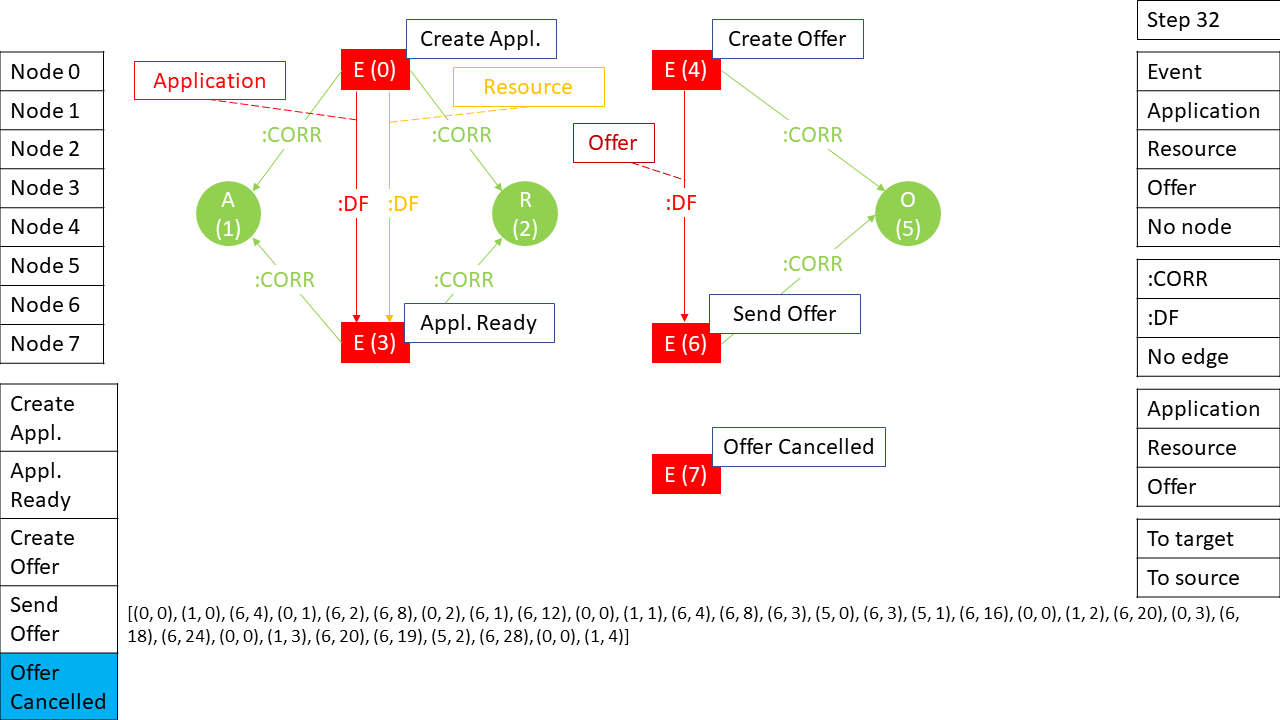 Step 32
Node 0
Node 1
Node 2
Node 3
Node 4
Node 5
Node 6
Node 7
Create
Appl.
Appl.
Ready
Create
Offer
Send
Offer
Offer
Cancelled
Create Appl.
E (0)
Application
Resource
:CORR
:CORR
A
(1)
:DF
:DF
R
(2)
:CORR
:CORR
Appl. Ready
E (3)
Create Offer
E (4)
Offer
:CORR
:DF
O
(5)
:CORR
Send Offer
E (6)
Offer Cancelled
E (7)
Event
Application
Resource
Offer
No node
:CORR
:DF
No edge
Application
Resource
Offer
To target
To source
[(0, 0), (1, 0), (6, 4), (0, 1), (6, 2), (6, 8), (0, 2), (6, 1), (6, 12), (0, 0), (1, 1), (6, 4), (6, 8), (6, 3), (5, 0), (6, 3), (5, 1), (6, 16), (0, 0), (1, 2), (6, 20), (0, 3), (6,
18), (6, 24), (0, 0), (1, 3), (6, 20), (6, 19), (5, 2), (6, 28), (0, 0), (1, 4)]